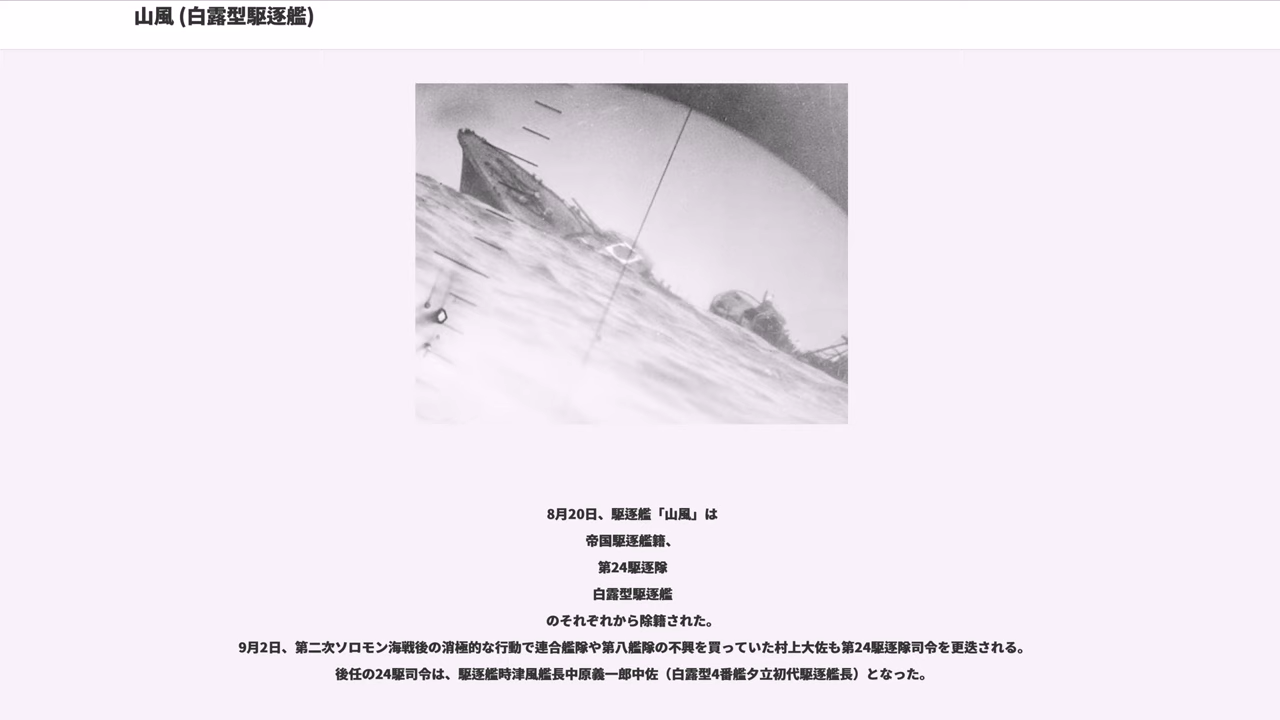 山風 (白露型駆逐艦)
8月20日、駆逐艦「山風」は
帝国駆逐艦籍、
第24駆逐隊
白露型駆逐艦
のそれぞれから除籍された。
9月2日、第二次ソロモン海戦後の消極的な行動で連合艦隊や第八艦隊の不興を買っていた村上大佐も第24駆逐隊司令を更迭される。
後任の24駆司令は、駆逐艦時津風艦長中原義一郎中佐（白露型4番艦夕立初代駆逐艦長）となった。